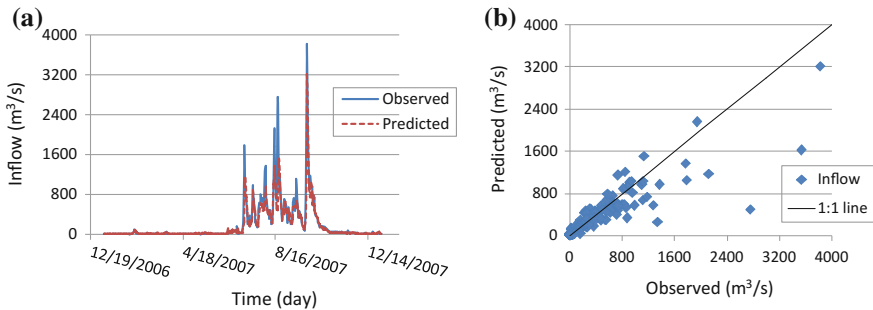 (a)
4000
3200
2400
1600
800
0
Inflow (m³/s)
Observed
Predicted
12/19/2006
4/18/2007
8/16/2007
12/14/2007
Time (day)
(b)
4000
3200
2400
1600
800
0
Predicted (m³/s)
Inflow
1:1 line
0
800
1600
2400
3200
4000
Observed (m³/s)